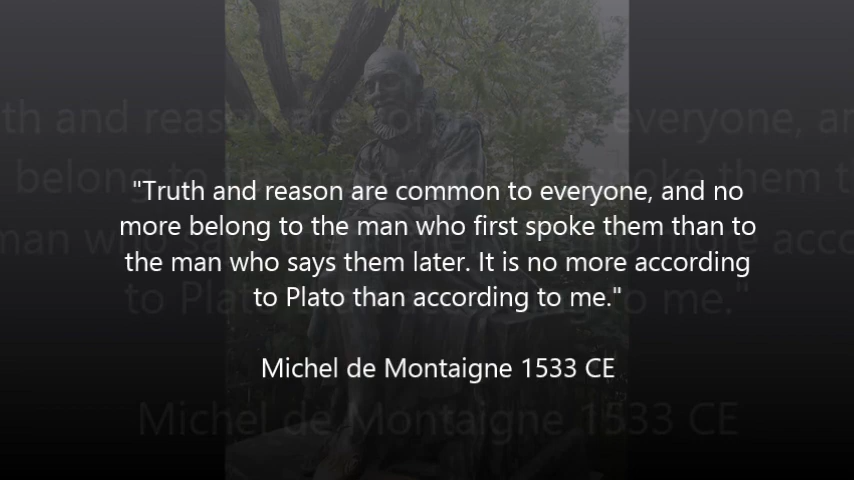 "Truth and reason are common to everyone, and no
more belong to the man who first spoke them than to
the man who says them later. It is no more according
to Plato than according to me."
Michel de Montaigne 1533 CE